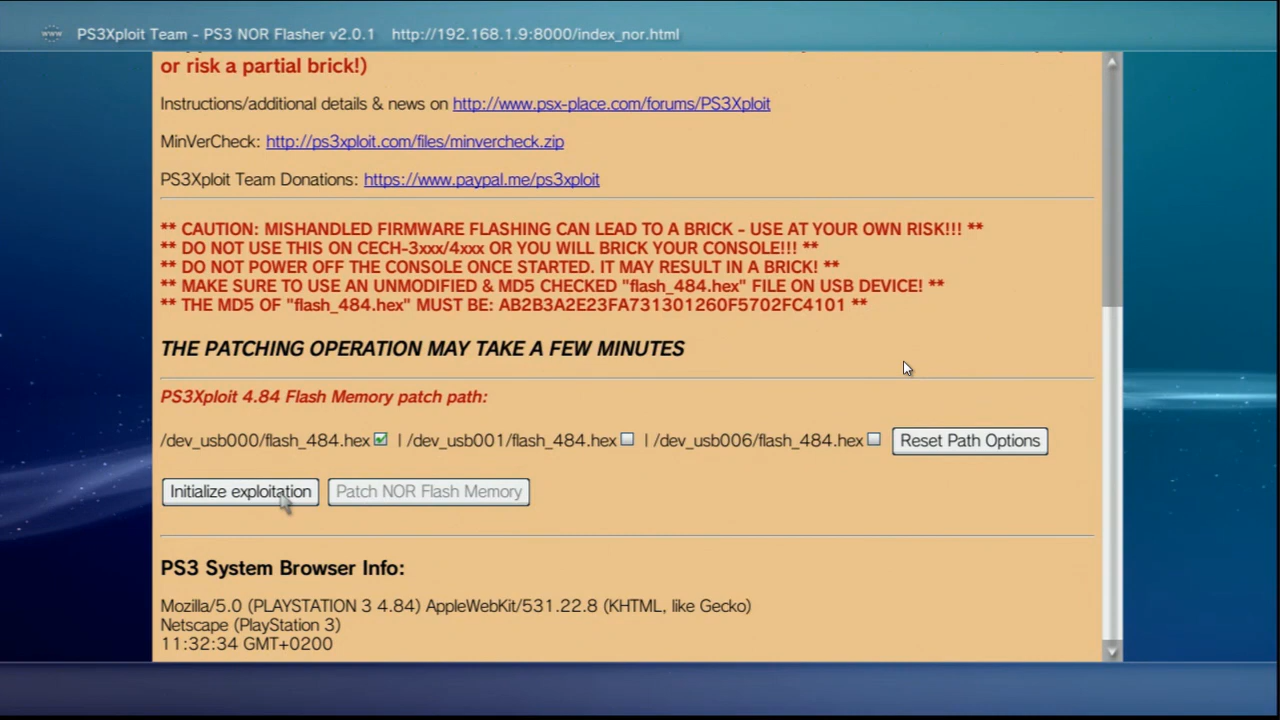 PS3Xploit Team - PS3 NOR Flasher v2.0.1 http://192.168.1.9:8000/index_nor.html
or risk a partial brick!)
Instructions/additional details & news on http://www.psx-place.com/forums/PS3Xploit
MinVerCheck: http://ps3xploit.com/files/minvercheck.zip
PS3Xploit Team Donations: https://www.paypal.me/ps3xploit
** CAUTION: MISHANDLED FIRMWARE FLASHING CAN LEAD TO A BRICK - USE AT YOUR OWN RISK!!! **
** DO NOT USE THIS ON CECH-3xxx/4xxx OR YOU WILL BRICK YOUR CONSOLE!!! **
** DO NOT POWER OFF THE CONSOLE ONCE STARTED. IT MAY RESULT IN A BRICK! **
** MAKE SURE TO USE AN UNMODIFIED & MD5 CHECKED "flash_484.hex" FILE ON USB DEVICE! **
** THE MD5 OF "flash_484.hex" MUST BE: AB2B3A2E23FA731301260F5702FC4101 **
THE PATCHING OPERATION MAY TAKE A FEW MINUTES
PS3Xploit 4.84 Flash Memory patch path:
/dev_usb000/flash_484.hex | /dev_usb001/flash_484.hex | /dev_usb006/flash_484.hex Reset Path Options
Initialize exploitation Patch NOR Flash Memory
PS3 System Browser Info:
Mozilla/5.0 (PLAYSTATION 3 4.84) AppleWebKit/531.22.8 (KHTML, like Gecko)
Netscape (PlayStation 3)
11:32:34 GMT+0200